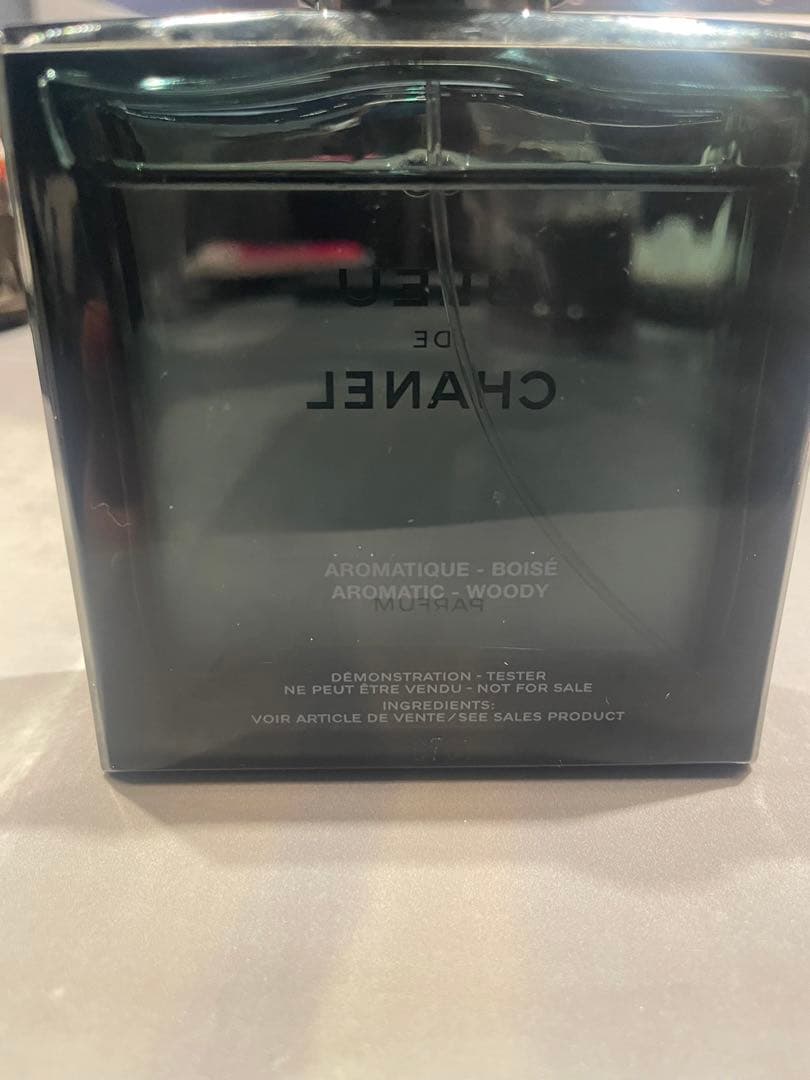 BLEU
DE
CHANEL
AROMATIQUE - BOISÉ
AROMATIC - WOODY
PARFUM
DÉMONSTRATION - TESTER
NE PEUT ÊTRE VENDU - NOT FOR SALE
INGREDIENTS:
VOIR ARTICLE DE VENTE/SEE SALES PRODUCT